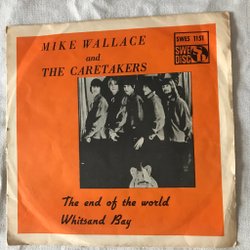 MIKE WALLACE
and
THE CARETAKERS
SWES 1151
SWE
DISC
The end of the world
Whitsand Bay